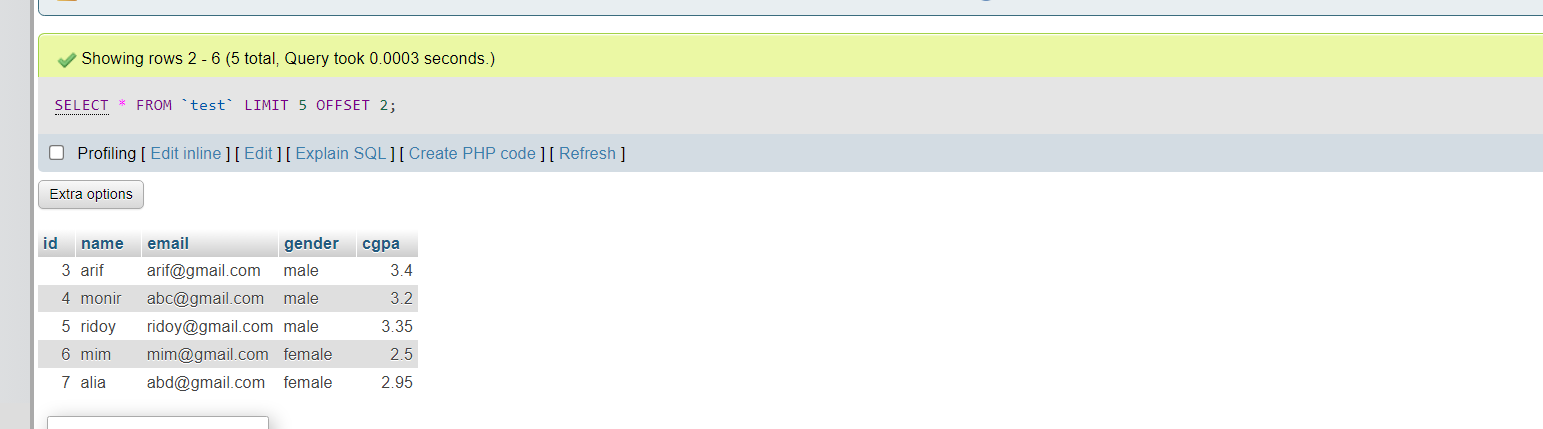 Showing rows 2 - 6 (5 total, Query took 0.0003 seconds.)
SELECT * FROM `test` LIMIT 5 OFFSET 2;
Profiling [ Edit inline ] [ Edit ] [ Explain SQL ] [ Create PHP code ] [ Refresh ]
Extra options
id name email gender cgpa
3 arif arif@gmail.com male 3.4
4 monir abc@gmail.com male 3.2
5 ridoy ridoy@gmail.com male 3.35
6 mim mim@gmail.com female 2.5
7 alia abd@gmail.com female 2.95